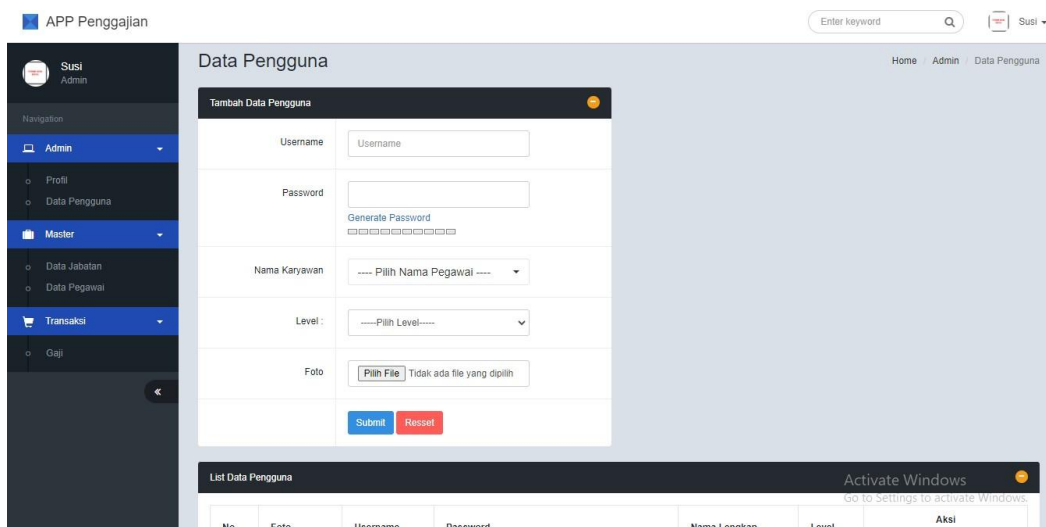 APP Penggajian
Enter keyword
Susi
Susi
Admin
Navigation
Admin
Profil
Data Pengguna
Master
Data Jabatan
Data Pegawai
Transaksi
Gaji
Data Pengguna
Home / Admin / Data Pengguna
Tambah Data Pengguna
Username
Username
Password
Generate Password
Nama Karyawan
---- Pilih Nama Pegawai ----
Level :
-----Pilih Level-----
Foto
Pilih File Tidak ada file yang dipilih
Submit Resset
List Data Pengguna
Activate Windows
Go to Settings to activate Windows.
No Foto Username Password Nama Lengkap Level Aksi